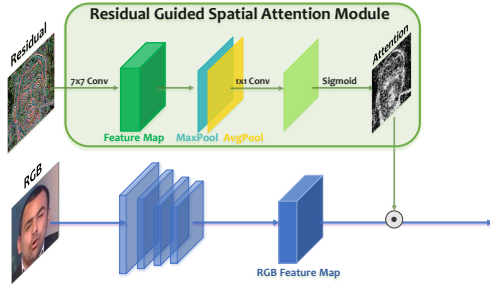 Residual Guided Spatial Attention Module
Residual
7x7 Conv
Feature Map
MaxPool
AvgPool
1x1 Conv
Sigmoid
Attention
RGB
RGB Feature Map